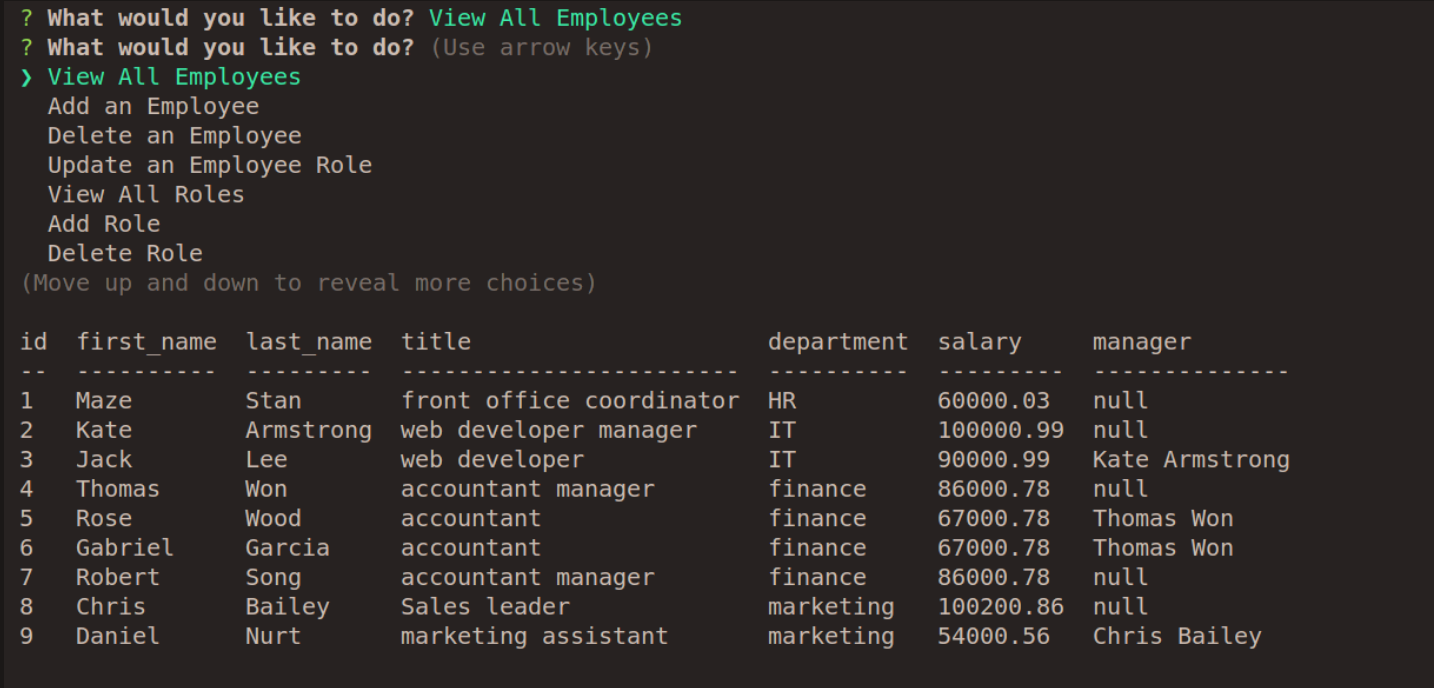 ? What would you like to do? View All Employees
? What would you like to do? (Use arrow keys)
❯ View All Employees
  Add an Employee
  Delete an Employee
  Update an Employee Role
  View All Roles
  Add Role
  Delete Role
(Move up and down to reveal more choices)

id  first_name  last_name  title                     department  salary     manager
--  ----------  ---------  ------------------------  ----------  ---------  --------------
1   Maze        Stan       front office coordinator  HR          60000.03   null
2   Kate        Armstrong  web developer manager     IT          100000.99  null
3   Jack        Lee        web developer             IT          90000.99   Kate Armstrong
4   Thomas      Won        accountant manager        finance     86000.78   null
5   Rose        Wood       accountant                finance     67000.78   Thomas Won
6   Gabriel     Garcia     accountant                finance     67000.78   Thomas Won
7   Robert      Song       accountant manager        finance     86000.78   null
8   Chris       Bailey     Sales leader              marketing   100200.86  null
9   Daniel      Nurt       marketing assistant       marketing   54000.56   Chris Bailey